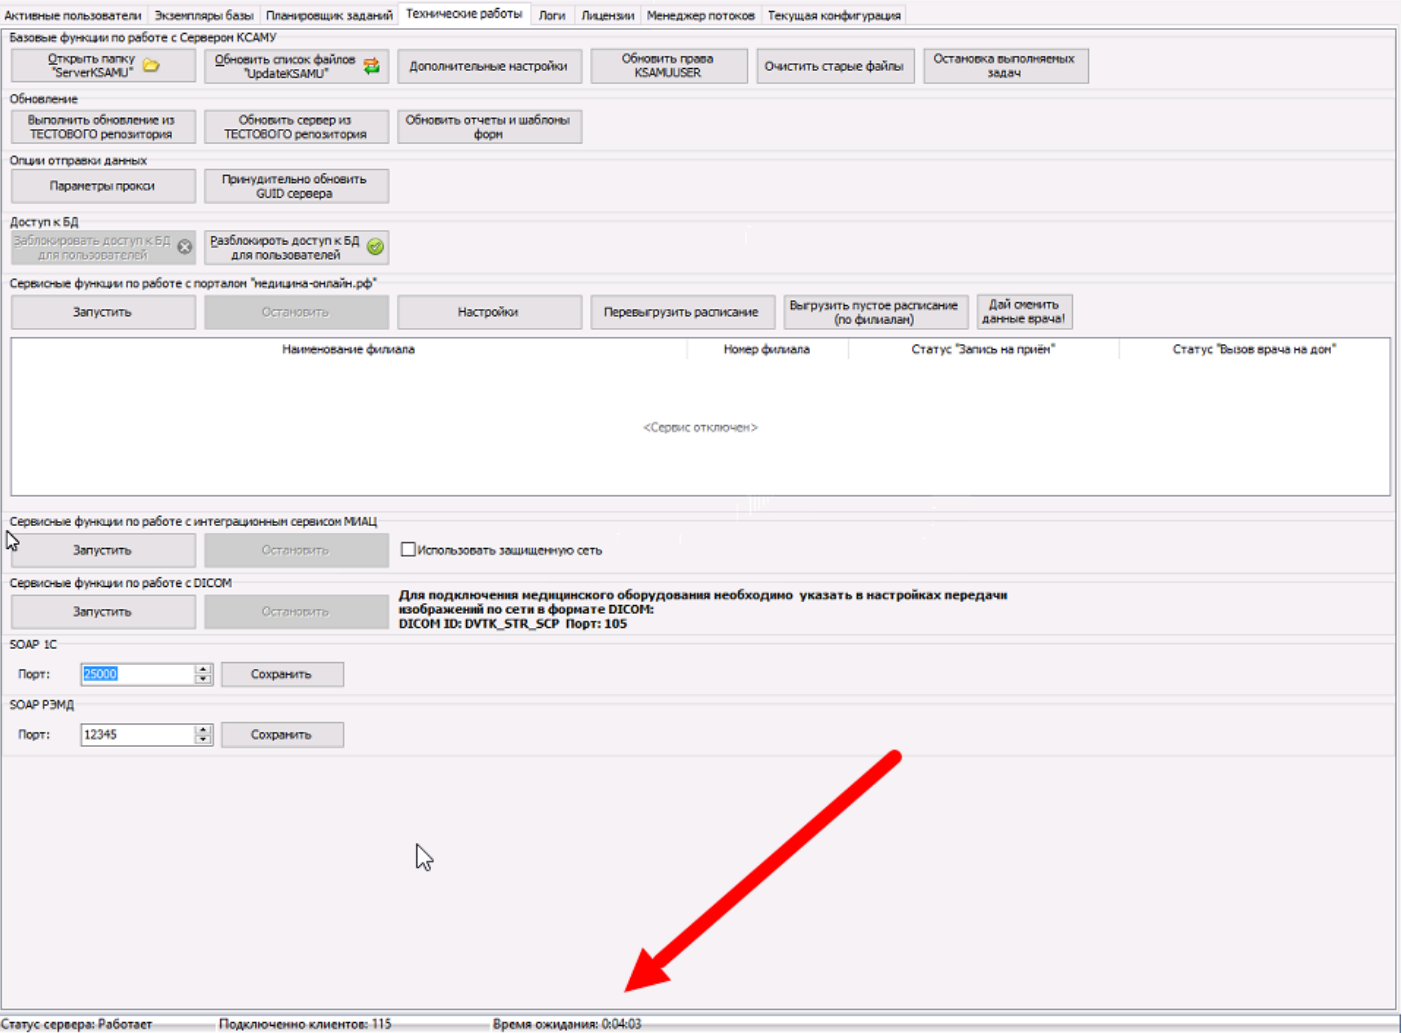 Активные пользователи Экземпляры базы Планировщик заданий Технические работы Логи Лицензии Менеджер потоков Текущая конфигурация
Базовые функции по работе с Сервером КСАМУ
Открыть папку
"ServerKSAMU"
Обновить список файлов
"UpdateKSAMU"
Дополнительные настройки
Обновить права
KSAMUUSER
Очистить старые файлы
Остановка выполняемых
задач
Обновление
Выполнить обновление из
ТЕСТОВОГО репозитория
Обновить сервер из
ТЕСТОВОГО репозитория
Обновить отчеты и шаблоны
форм
Опции отправки данных
Параметры прокси
Принудительно обновить
GUID сервера
Доступ к БД
Заблокировать доступ к БД
для пользователей
Разблокироть доступ к БД
для пользователей
Сервисные функции по работе с порталом "медицина-онлайн.рф"
Запустить
Остановить
Настройки
Перевыгрузить расписание
Выгрузить пустое расписание
(по филиалан)
Дай сменить
данные врача!
Наименование филиала Номер филиала Статус "Запись на приём" Статус "Вызов врача на дом"
<Сервис отключен>
Сервисные функции по работе с интеграционным сервисом МИАЦ
Запустить
Остановить
Использовать защищенную сеть
Сервисные функции по работе с DICOM
Запустить
Остановить
Для подключения медицинского оборудования необходимо указать в настройках передачи
изображений по сети в формате DICOM:
DICOM ID: DVTK_STR_SCP Порт: 105
SOAP 1C
Порт: 25000 Сохранить
SOAP РЭМД
Порт: 12345 Сохранить
Статус сервера: Работает Подключенно клиентов: 115 Время ожидания: 0:04:03